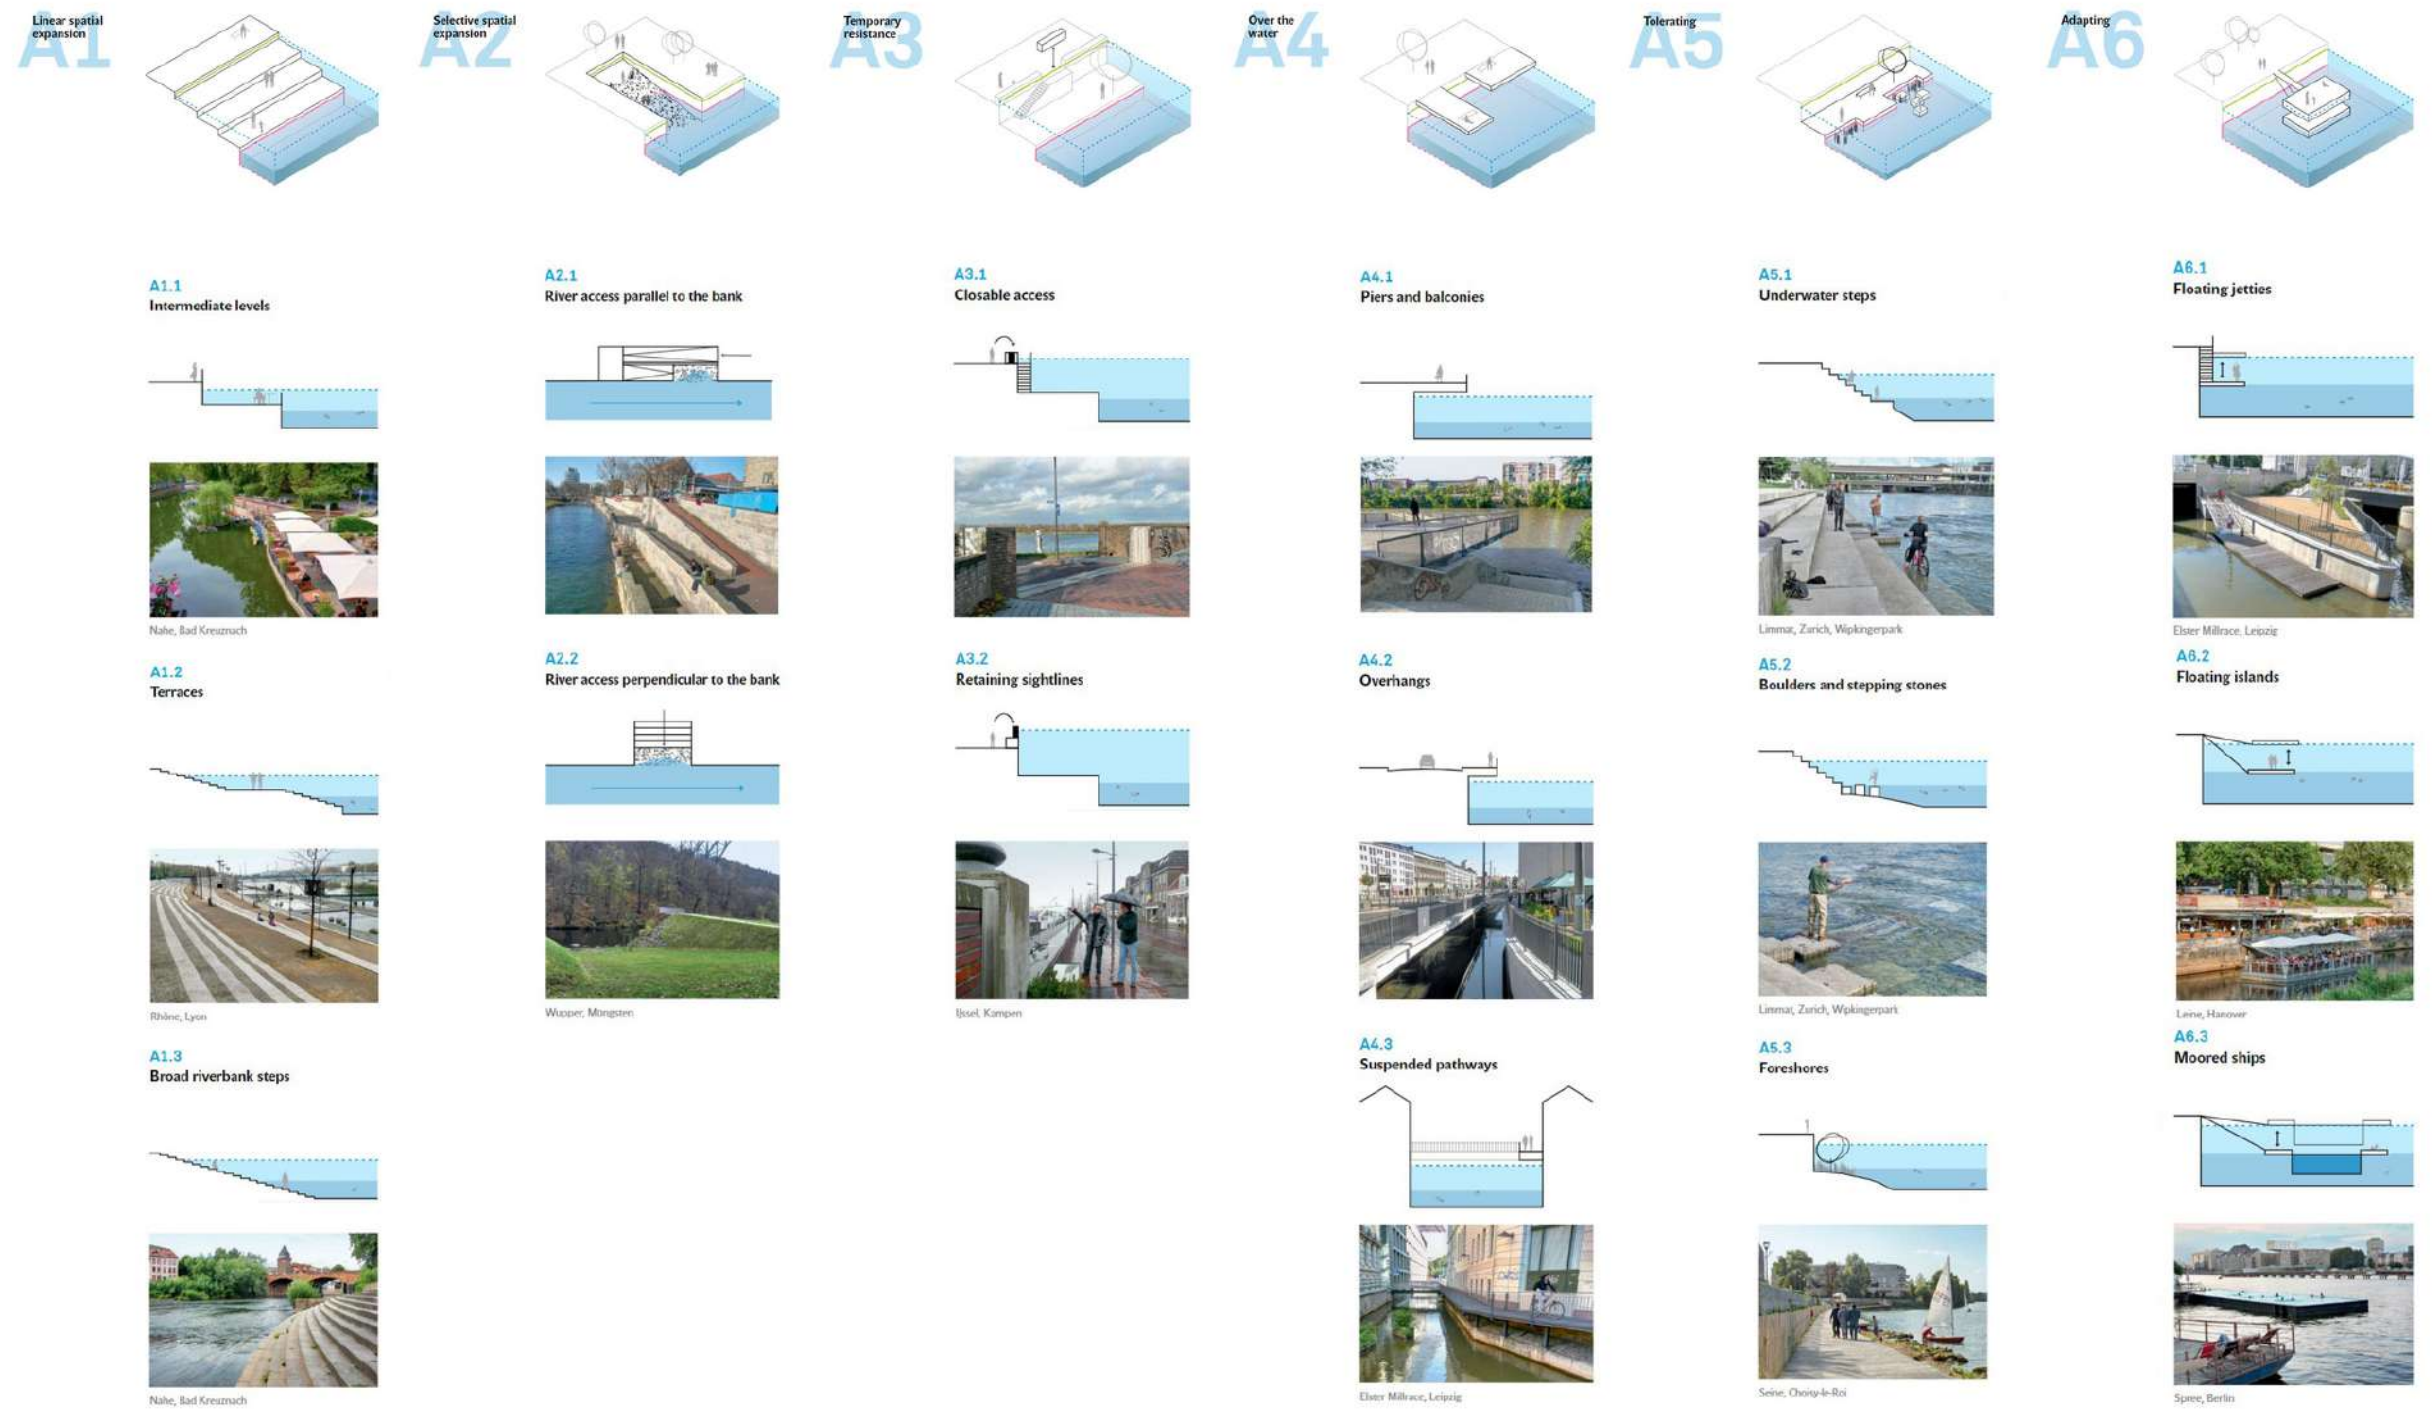 A1
Linear spatial
expansion
A2
Selective spatial
expansion
A3
Temporary
resistance
A4
Over the
water
A5
Tolerating
A6
Adapting
A1.1
Intermediate levels
Nahe, Bad Kreuznach
A1.2
Terraces
Rhône, Lyon
A1.3
Broad riverbank steps
Nahe, Bad Kreuznach
A2.1
River access parallel to the bank
A2.2
River access perpendicular to the bank
Wupper, Müngsten
A3.1
Closable access
A3.2
Retaining sightlines
IJssel, Kampen
A4.1
Piers and balconies
A4.2
Overhangs
A4.3
Suspended pathways
Elster Millrace, Leipzig
A5.1
Underwater steps
Limmat, Zurich, Wipkingerpark
A5.2
Boulders and stepping stones
Limmat, Zurich, Wipkingerpark
A5.3
Foreshores
Seine, Choisy-le-Roi
A6.1
Floating jetties
Elster Millrace, Leipzig
A6.2
Floating islands
Leine, Hanover
A6.3
Moored ships
Spree, Berlin